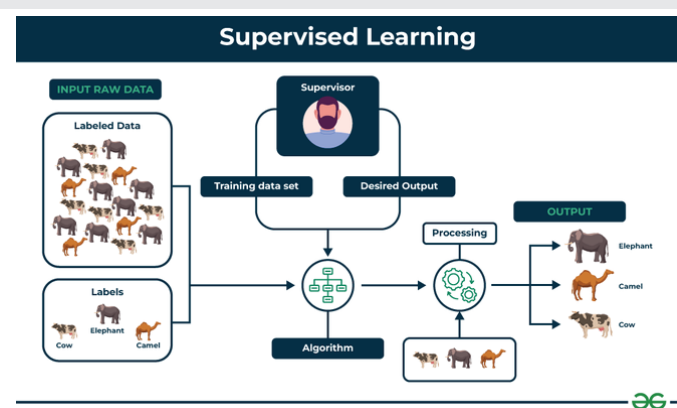 Supervised Learning
INPUT RAW DATA
Labeled Data
Supervisor
Training data set
Desired Output
Labels
Cow
Elephant
Camel
Algorithm
Processing
OUTPUT
Elephant
Camel
Cow